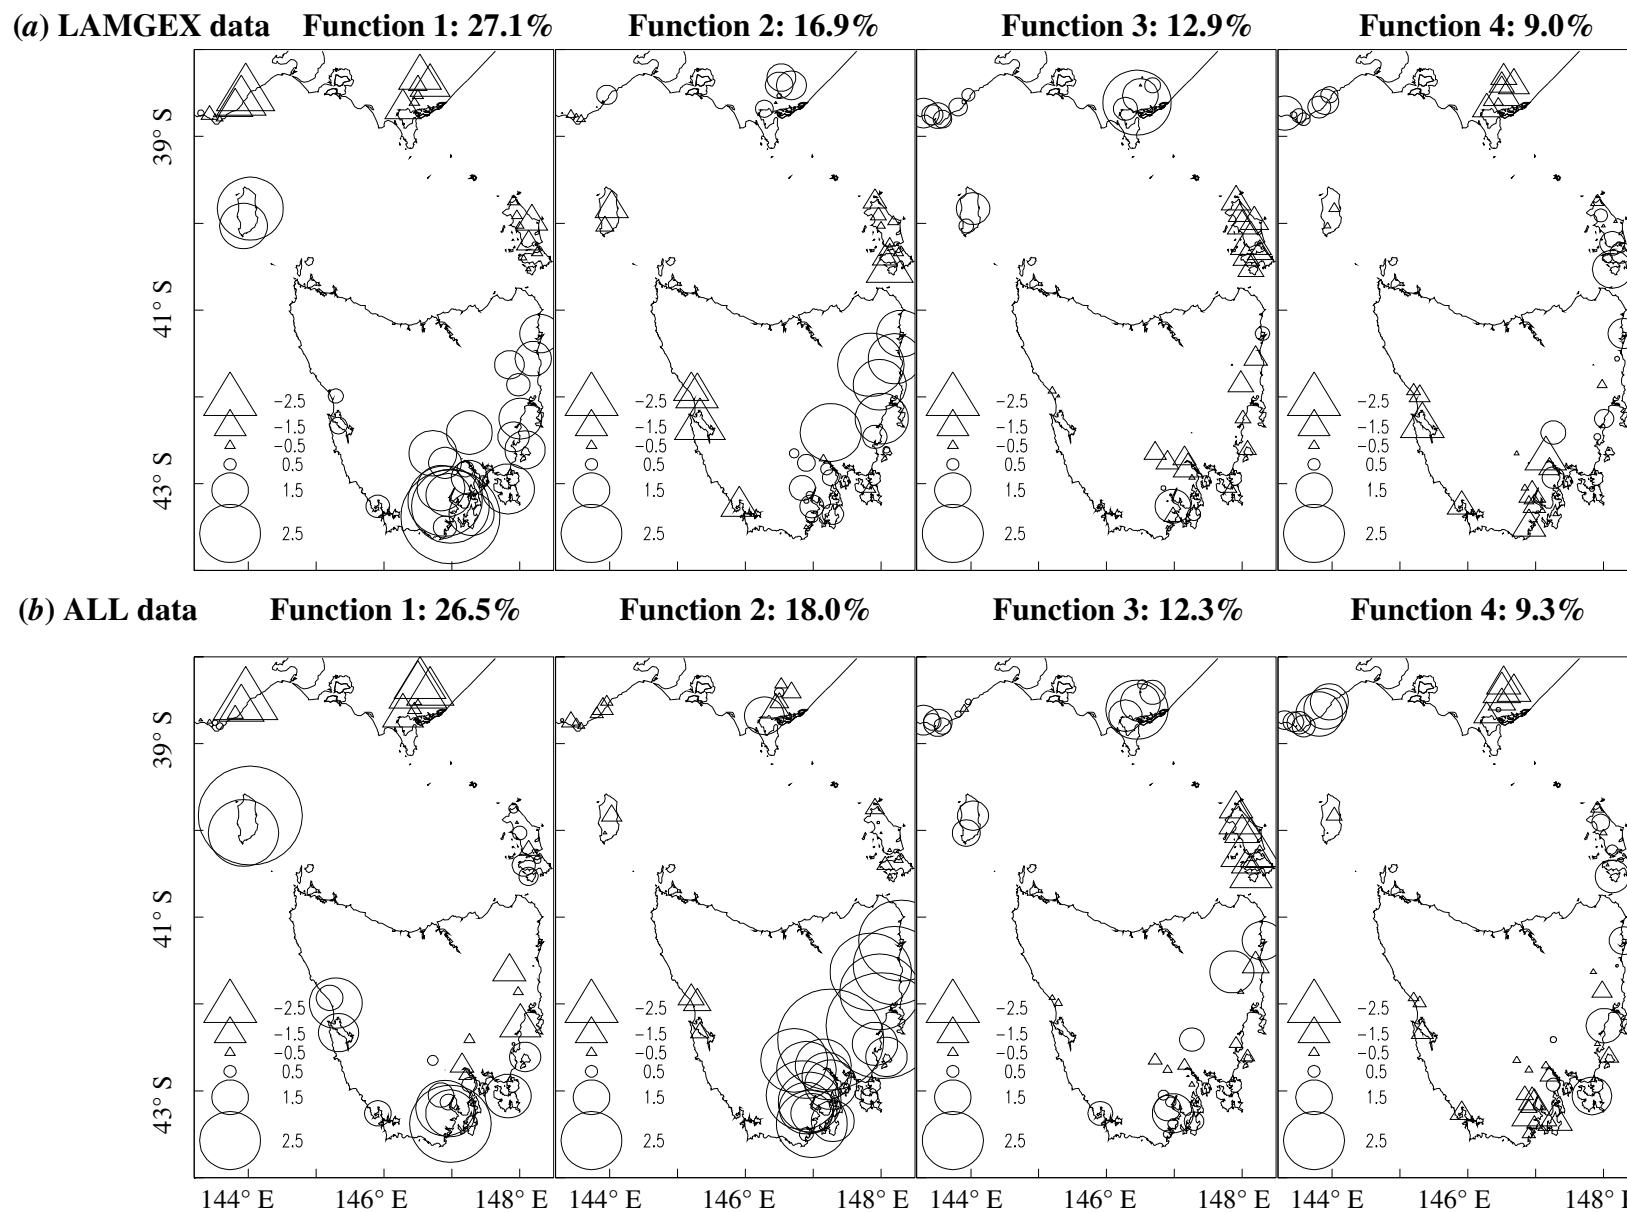 (a) LAMGEX data Function 1: 27.1% Function 2: 16.9% Function 3: 12.9% Function 4: 9.0%
39° S
41° S
-2.5 -2.5 -2.5 -2.5
-1.5 -1.5 -1.5 -1.5
-0.5 -0.5 -0.5 -0.5
0.5 0.5 0.5 0.5
43° S
1.5 1.5 1.5 1.5
2.5 2.5 2.5 2.5
(b) ALL data Function 1: 26.5% Function 2: 18.0% Function 3: 12.3% Function 4: 9.3%
39° S
41° S
-2.5 -2.5 -2.5 -2.5
-1.5 -1.5 -1.5 -1.5
-0.5 -0.5 -0.5 -0.5
0.5 0.5 0.5 0.5
43° S
1.5 1.5 1.5 1.5
2.5 2.5 2.5 2.5
144° E 146° E 148° E 146° E 148° E 146° E 148° E 146° E 148°